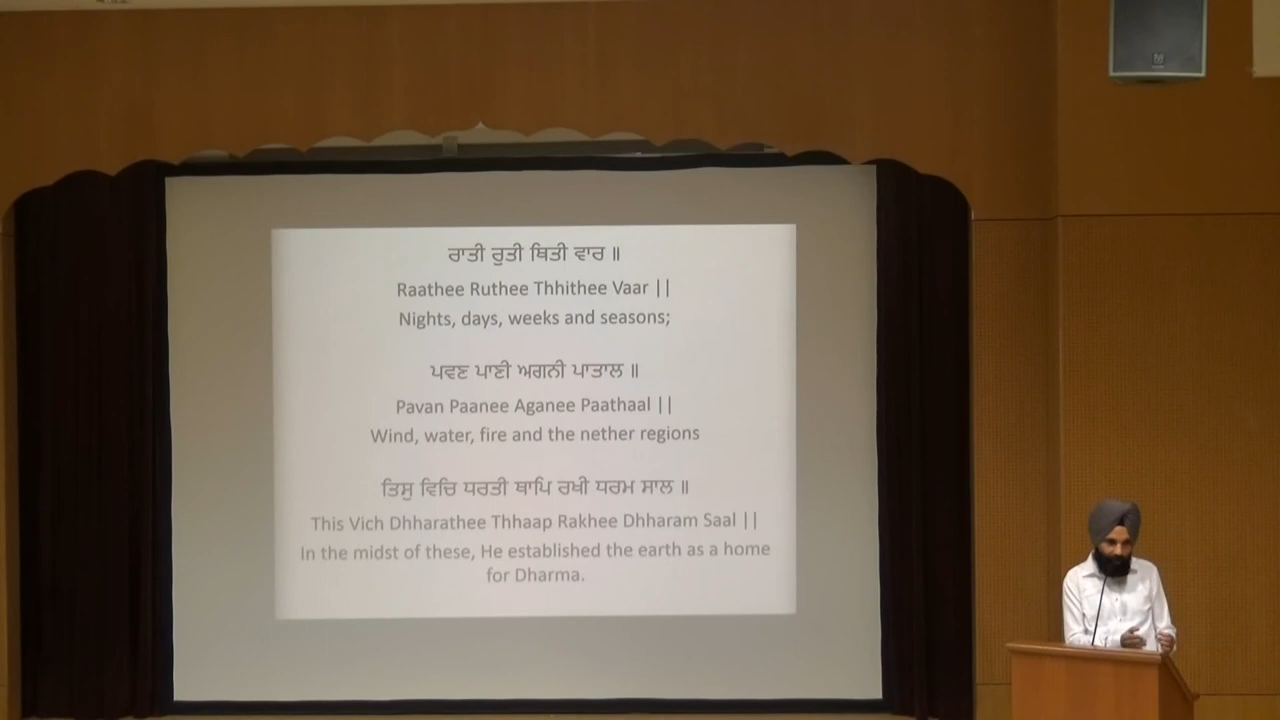 ਰਾਤੀ ਰੁਤੀ ਥਿਤੀ ਵਾਰ ॥
Raathee Ruthee Thhithee Vaar ||
Nights, days, weeks and seasons;
ਪਵਣ ਪਾਣੀ ਅਗਨੀ ਪਾਤਾਲ ॥
Pavan Paanee Aganee Paathaal ||
Wind, water, fire and the nether regions
ਤਿਸੁ ਵਿਚਿ ਧਰਤੀ ਥਾਪਿ ਰਖੀ ਧਰਮ ਸਾਲ ॥
This Vich Dhharathee Thhaap Rakhee Dhharam Saal ||
In the midst of these, He established the earth as a home
for Dharma.